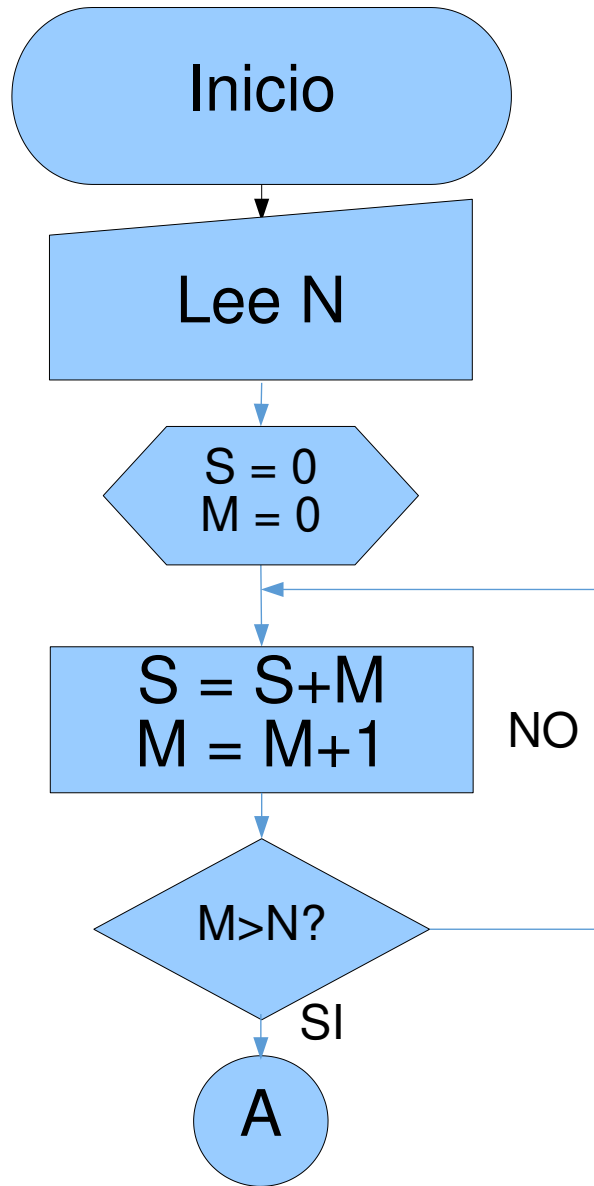 Inicio
Lee N
S = 0
M = 0
S = S+M
M = M+1
NO
M>N?
SI
A